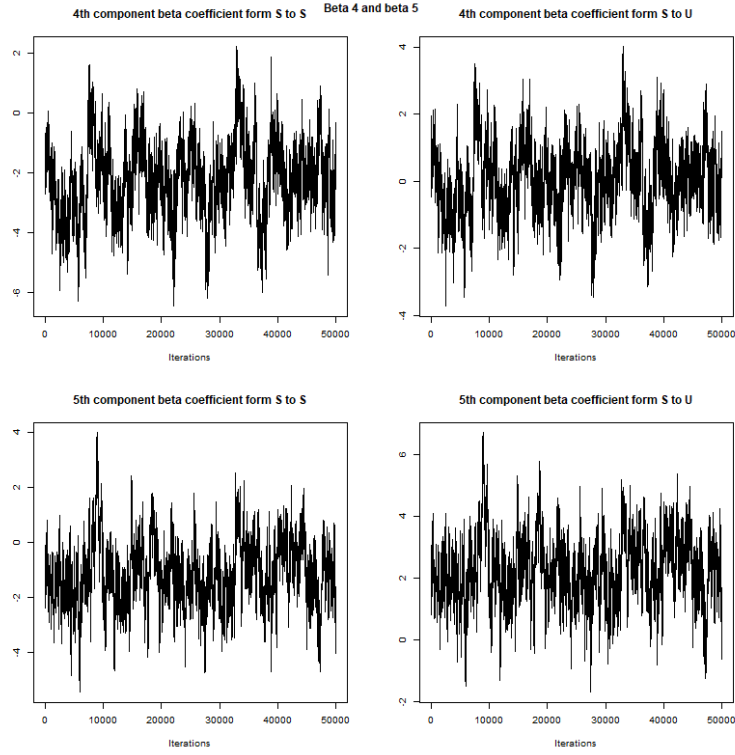 Beta 4 and beta 5
4th component beta coefficient form S to S
4th component beta coefficient form S to U
2
0
-2
-4
-6
0 10000 20000 30000 40000 50000
Iterations
4
2
0
-2
-4
0 10000 20000 30000 40000 50000
Iterations
5th component beta coefficient form S to S
5th component beta coefficient form S to U
4
2
0
-2
-4
0 10000 20000 30000 40000 50000
Iterations
6
4
2
0
-2
0 10000 20000 30000 40000 50000
Iterations